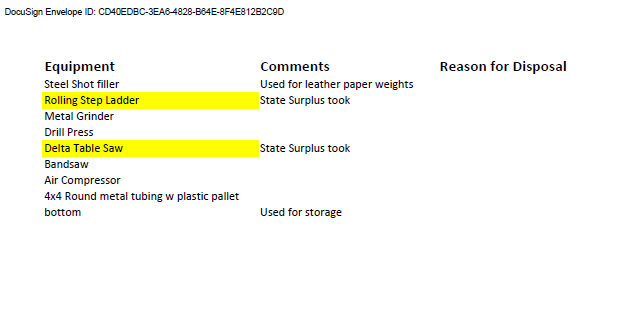 DocuSign Envelope ID: CD40EDBC-3EA6-4828-B64E-8F4E812B2C9D
Equipment Comments Reason for Disposal
Steel Shot filler Used for leather paper weights
Rolling Step Ladder State Surplus took
Metal Grinder
Drill Press
Delta Table Saw State Surplus took
Bandsaw
Air Compressor
4x4 Round metal tubing w plastic pallet
bottom Used for storage